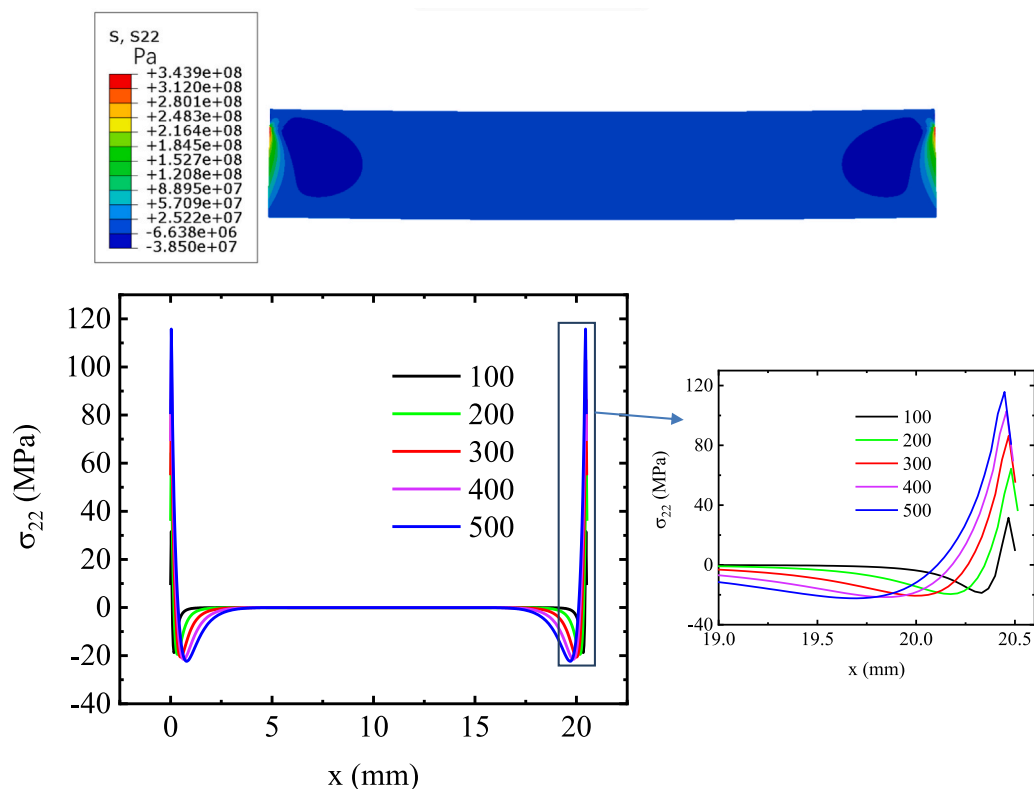 S, S22
Pa
+3.439e+08
+3.120e+08
+2.801e+08
+2.483e+08
+2.164e+08
+1.845e+08
+1.527e+08
+1.208e+08
+8.895e+07
+5.709e+07
+2.522e+07
-6.638e+06
-3.850e+07
120
100
80
60
40
20
0
-20
-40
σ22 (MPa)
0
5
10
15
20
x (mm)
100
200
300
400
500
120
80
40
0
-40
σ22 (MPa)
19.0
19.5
20.0
20.5
x (mm)
100
200
300
400
500